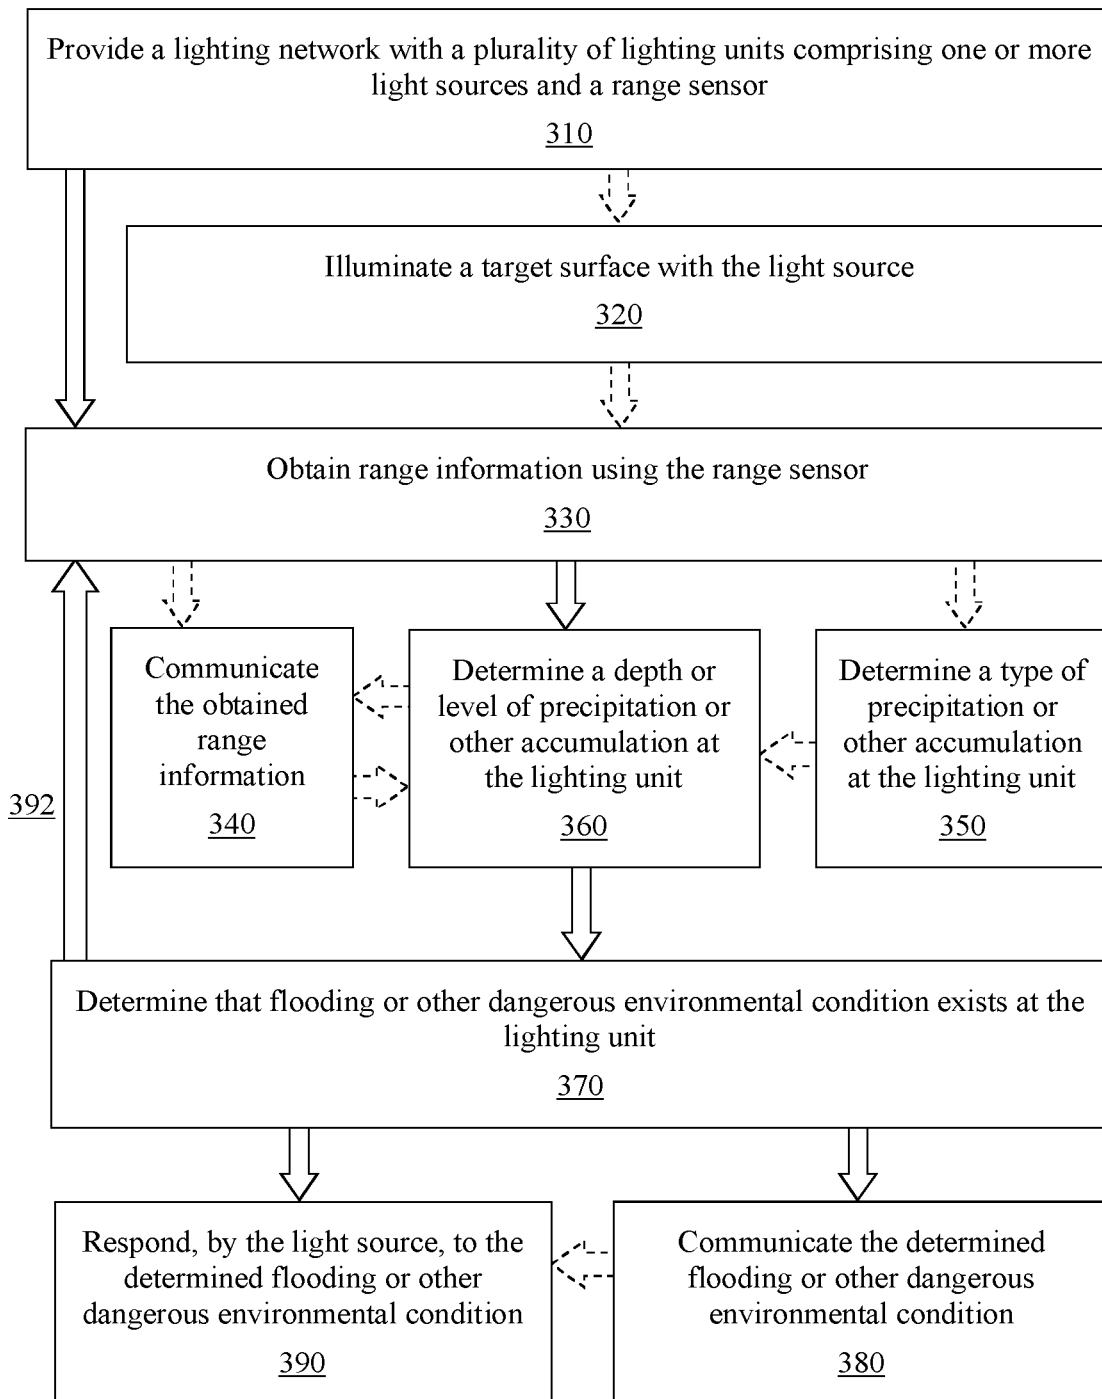 Provide a lighting network with a plurality of lighting units comprising one or more
light sources and a range sensor
310
Illuminate a target surface with the light source
320
Obtain range information using the range sensor
330
Communicate
the obtained
range
information
340
Determine a depth or
level of precipitation or
other accumulation at
the lighting unit
360
Determine a type of
precipitation or
other accumulation
at the lighting unit
350
392
Determine that flooding or other dangerous environmental condition exists at the
lighting unit
370
Respond, by the light source, to the
determined flooding or other
dangerous environmental condition
390
Communicate the determined
flooding or other dangerous
environmental condition
380